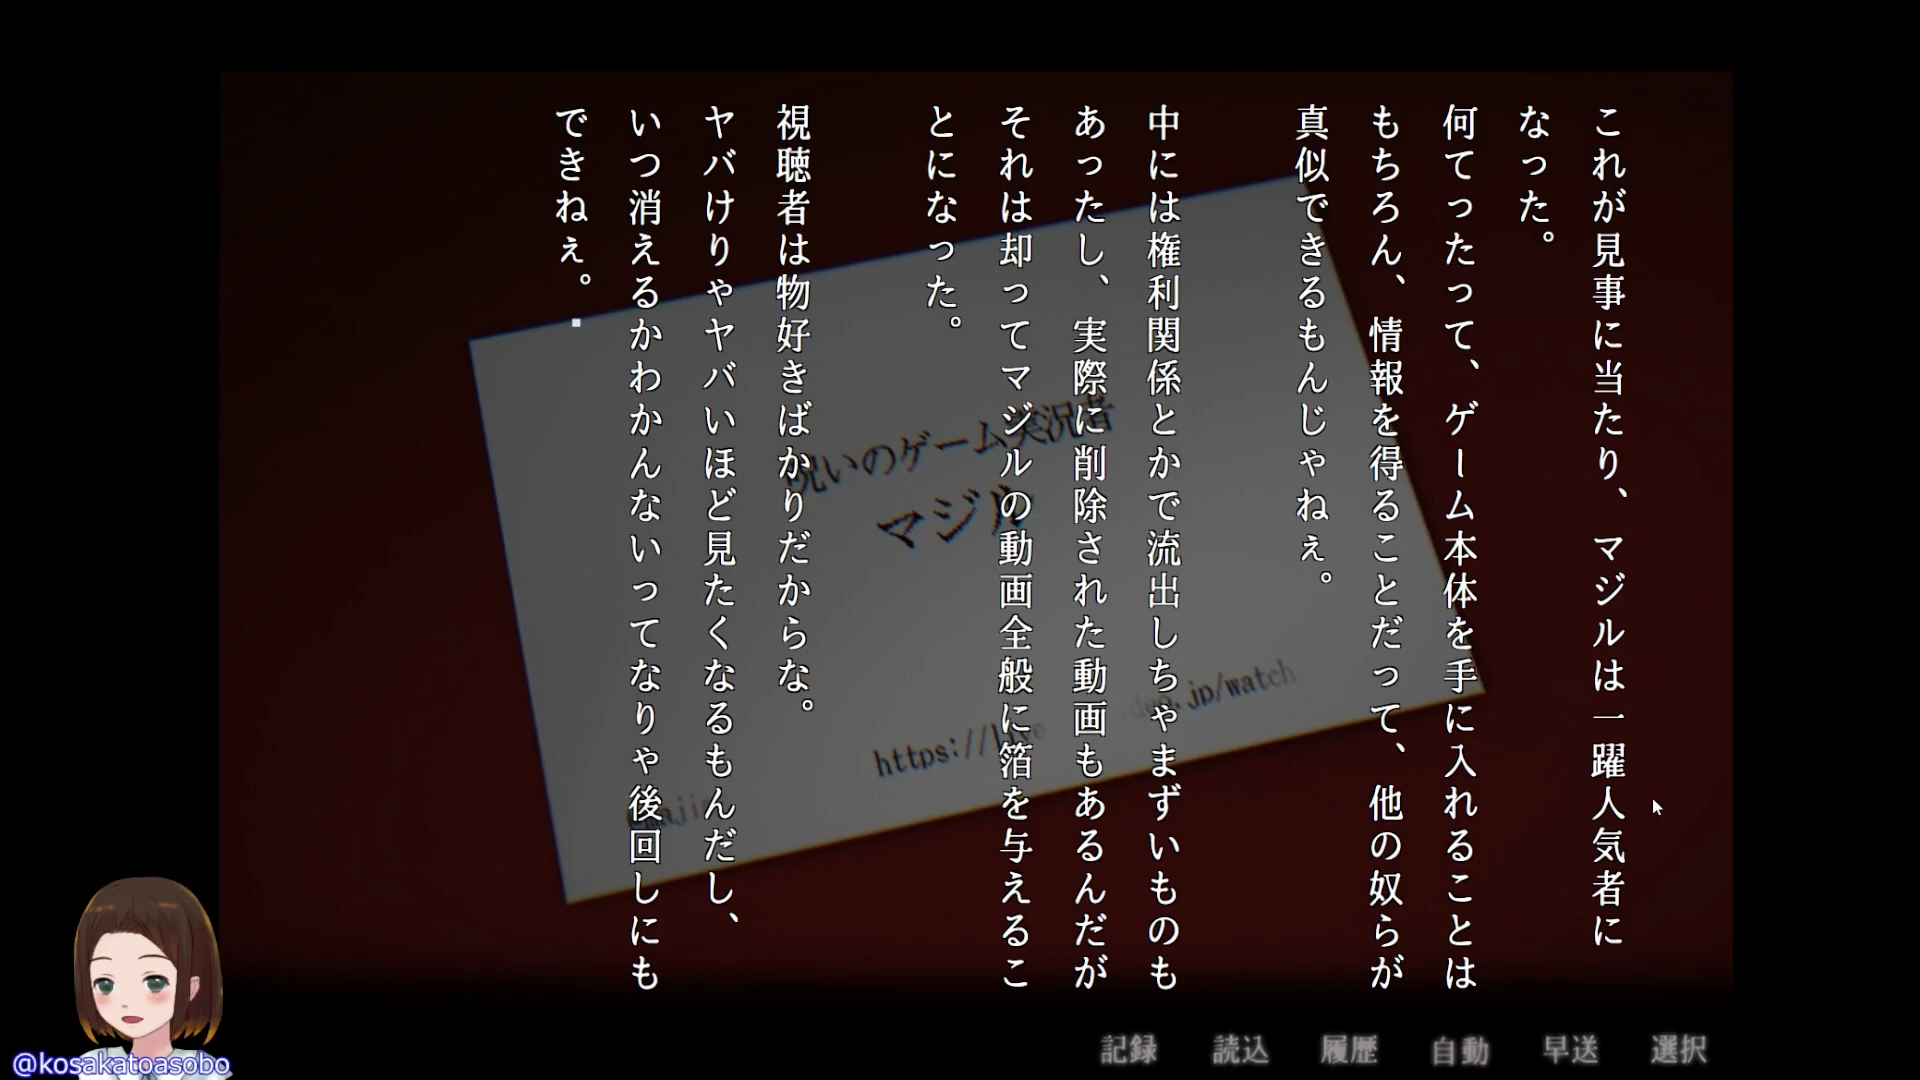 これが見事に当たり、マジルは一躍人気者に
なった。
何てったって、ゲーム本体を手に入れることは
もちろん、情報を得ることだって、他の奴らが
真似できるもんじゃねぇ。
中には権利関係とかで流出しちゃまずいものも
あったし、実際に削除された動画もあるんだが
それは却ってマジルの動画全般に箔を与えるこ
とになった。
視聴者は物好きばかりだからな。
ヤバけりゃヤバいほど見たくなるもんだし、
いつ消えるかわかんないってなりゃ後回しにも
できねぇ。
呪いのゲーム実況者
マジル
https://live
.jp/watch
記録 読込 履歴 自動 早送 選択
@kosakatoasobo